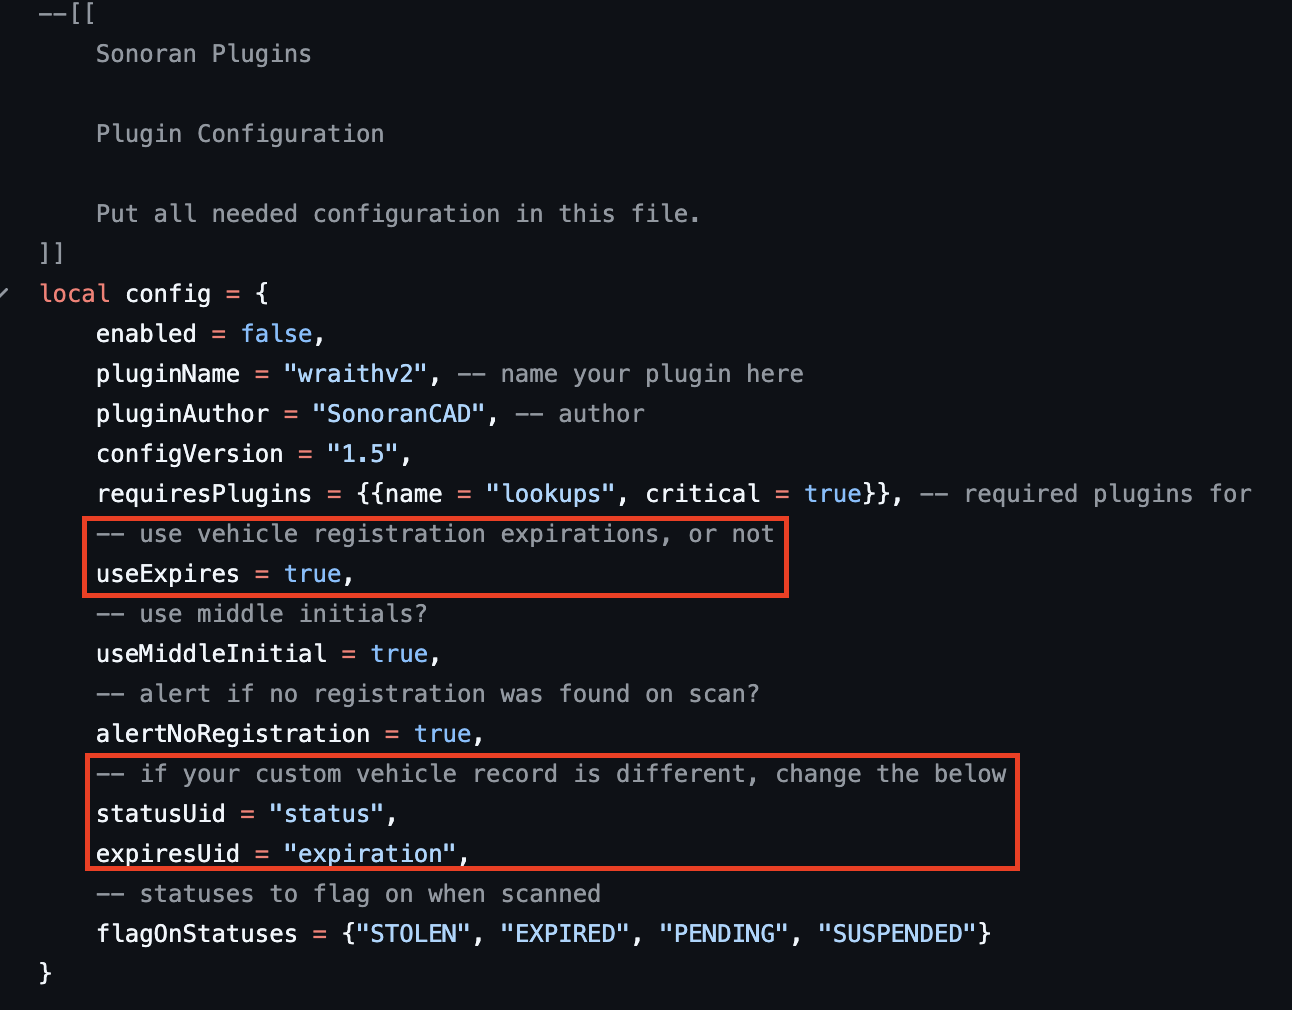 --[[
    Sonoran Plugins
    Plugin Configuration
    Put all needed configuration in this file.
]]
local config = {
    enabled = false,
    pluginName = "wraithv2", -- name your plugin here
    pluginAuthor = "SonoranCAD", -- author
    configVersion = "1.5",
    requiresPlugins = {{name = "lookups", critical = true}}, -- required plugins for
    -- use vehicle registration expirations, or not
    useExpires = true,
    -- use middle initials?
    useMiddleInitial = true,
    -- alert if no registration was found on scan?
    alertNoRegistration = true,
    -- if your custom vehicle record is different, change the below
    statusUid = "status",
    expiresUid = "expiration",
    -- statuses to flag on when scanned
    flagOnStatuses = {"STOLEN", "EXPIRED", "PENDING", "SUSPENDED"}
}